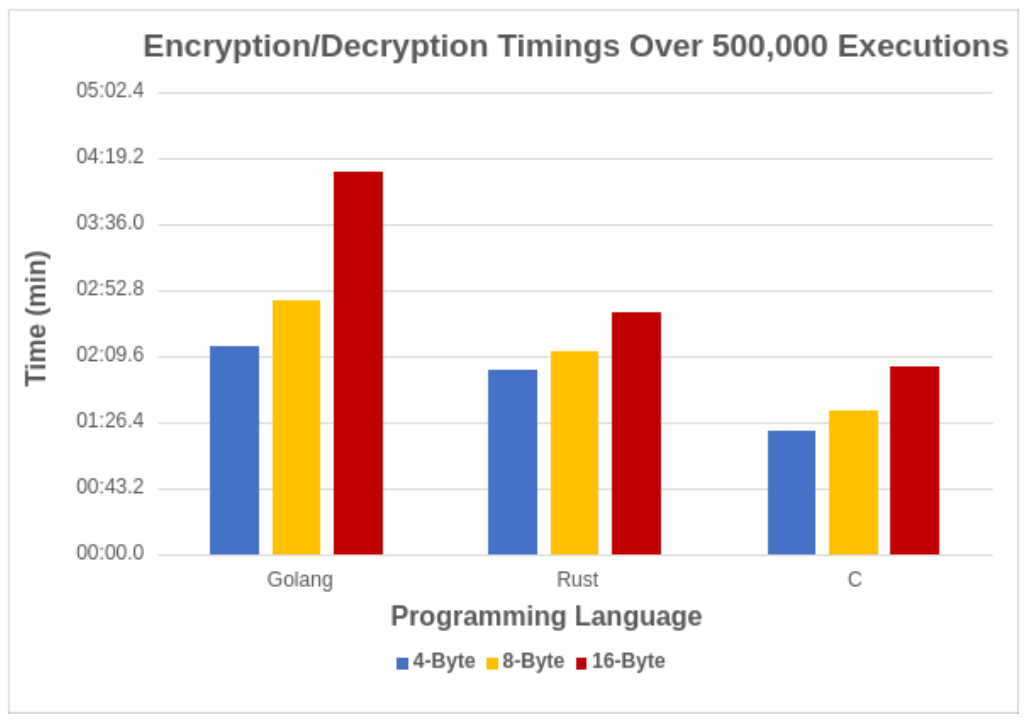 Encryption/Decryption Timings Over 500,000 Executions
05:02.4
04:19.2
03:36.0
02:52.8
02:09.6
01:26.4
00:43.2
00:00.0
Time (min)
Golang Rust C
Programming Language
4-Byte 8-Byte 16-Byte